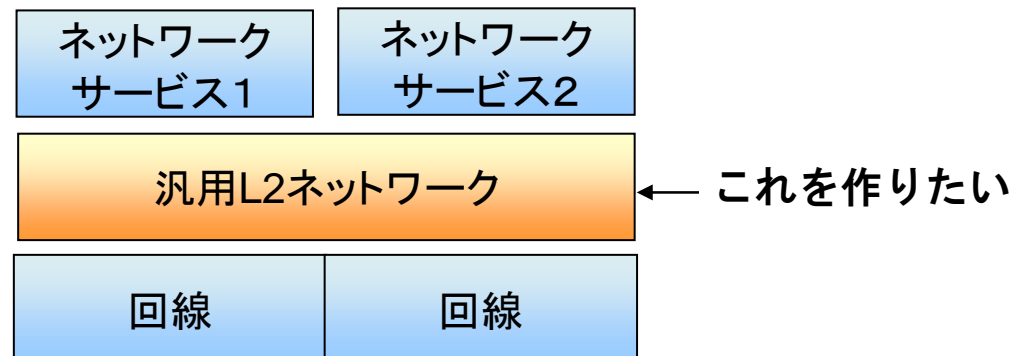 ネットワーク
サービス１
ネットワーク
サービス２
汎用L2ネットワーク
これを作りたい
回線
回線